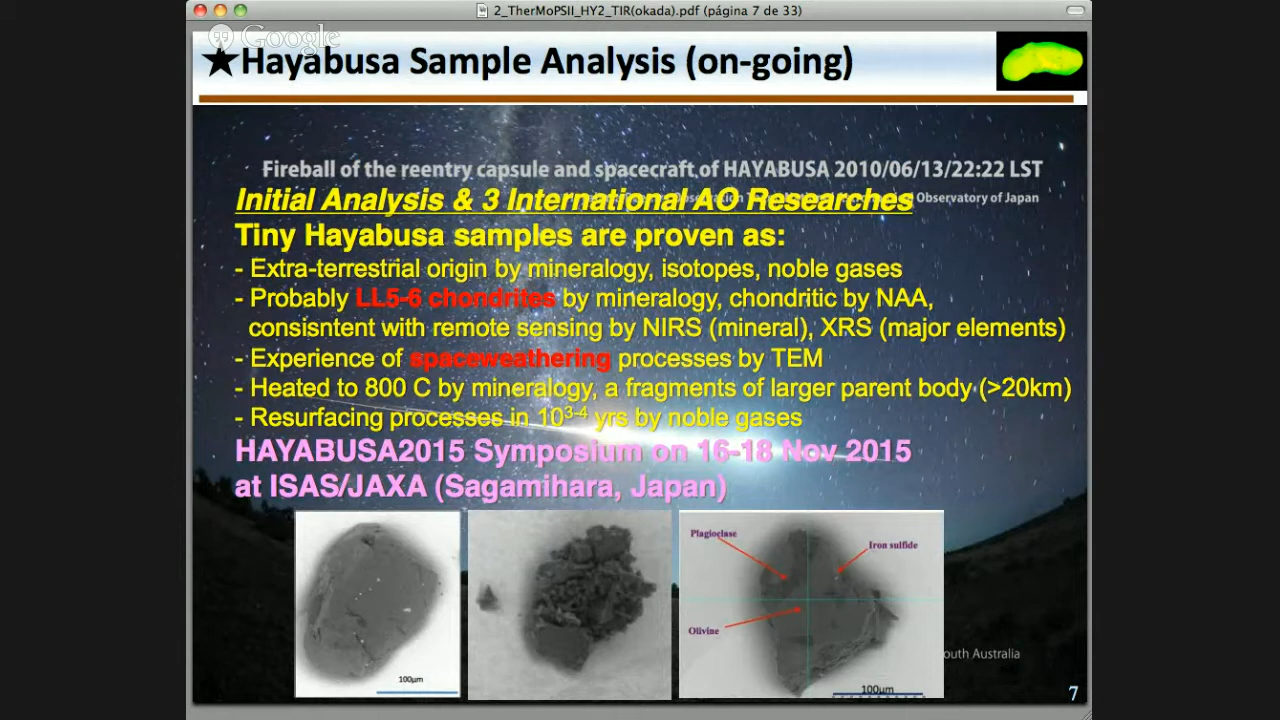 2_TherMoPSII_HY2_TIR(okada).pdf (página 7 de 33)
Google
★Hayabusa Sample Analysis (on-going)
Fireball of the reentry capsule and spacecraft of HAYABUSA 2010/06/13/22:22 LST
Observatory of Japan
Initial Analysis & 3 International AO Researches
Tiny Hayabusa samples are proven as:
- Extra-terrestrial origin by mineralogy, isotopes, noble gases
- Probably LL5-6 chondrites by mineralogy, chondritic by NAA,
consisntent with remote sensing by NIRS (mineral), XRS (major elements)
- Experience of spaceweathering processes by TEM
- Heated to 800 C by mineralogy, a fragments of larger parent body (>20km)
- Resurfacing processes in 10³⁻⁴ yrs by noble gases
HAYABUSA2015 Symposium on 16-18 Nov 2015
at ISAS/JAXA (Sagamihara, Japan)
Plagioclase
Iron sulfide
Olivine
outh Australia
100μm
100μm
7